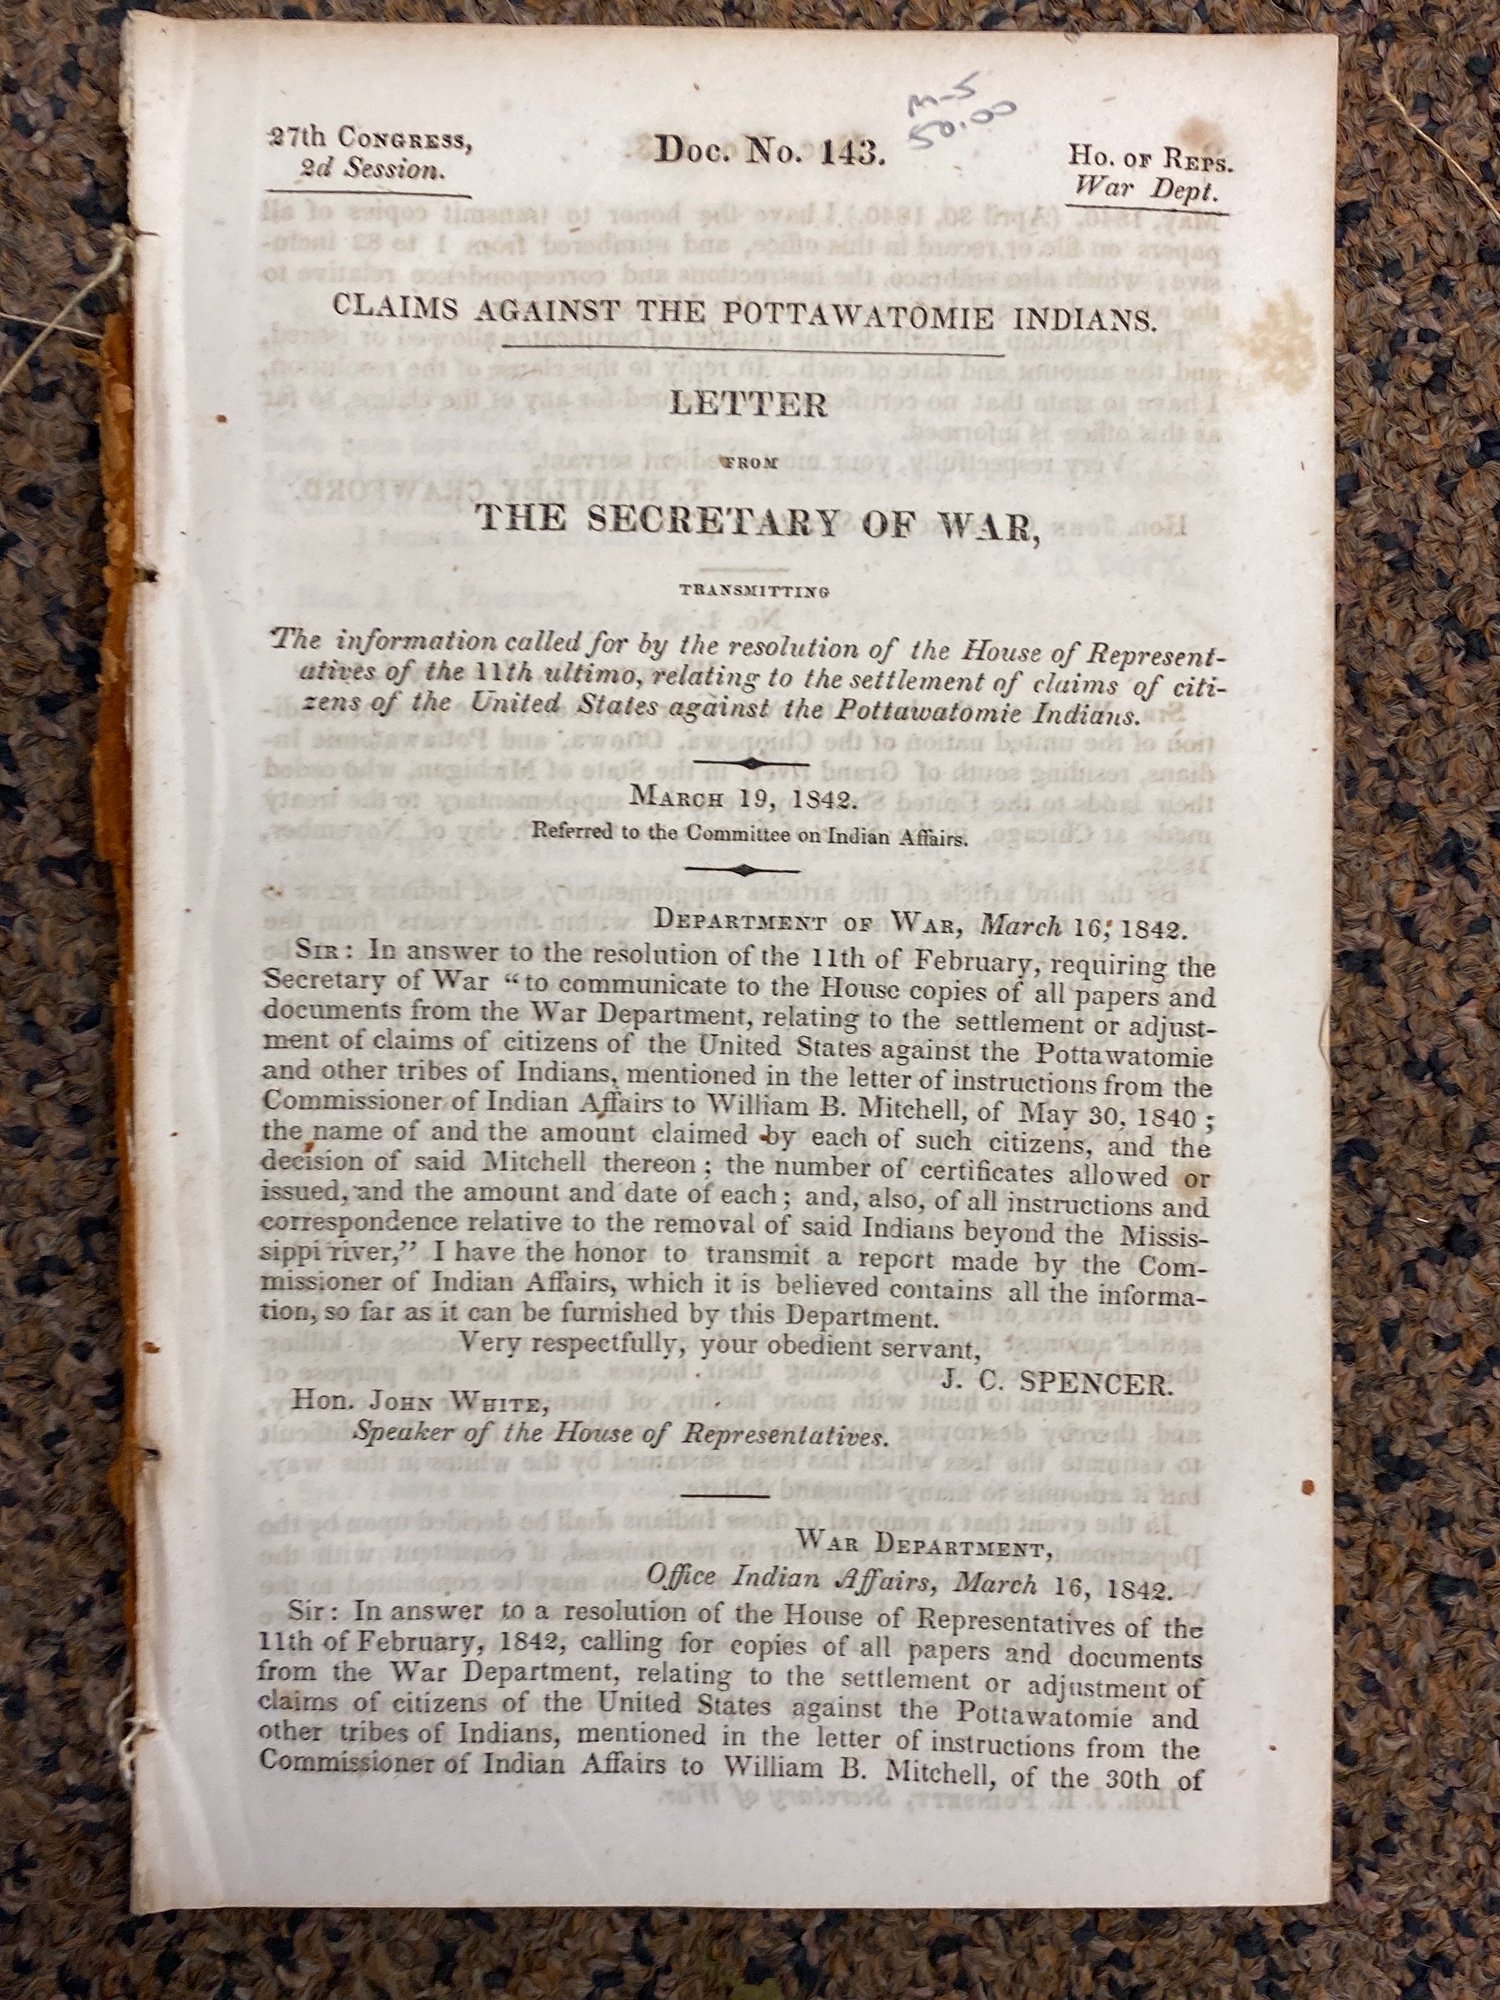 27th Congress,
2d Session.
Doc. No. 143.
m-5
50.00
Ho. of Reps.
War Dept.
CLAIMS AGAINST THE POTTAWATOMIE INDIANS.
LETTER
FROM
THE SECRETARY OF WAR,
TRANSMITTING
The information called for by the resolution of the House of Represent-
atives of the 11th ultimo, relating to the settlement of claims of citi-
zens of the United States against the Pottawatomie Indians.
March 19, 1842.
Referred to the Committee on Indian Affairs.
Department of War, March 16, 1842.
Sir: In answer to the resolution of the 11th of February, requiring the
Secretary of War "to communicate to the House copies of all papers and
documents from the War Department, relating to the settlement or adjust-
ment of claims of citizens of the United States against the Pottawatomie
and other tribes of Indians, mentioned in the letter of instructions from the
Commissioner of Indian Affairs to William B. Mitchell, of May 30, 1840;
the name of and the amount claimed by each of such citizens, and the
decision of said Mitchell thereon; the number of certificates allowed or
issued, and the amount and date of each; and, also, of all instructions and
correspondence relative to the removal of said Indians beyond the Missis-
sippi river," I have the honor to transmit a report made by the Com-
missioner of Indian Affairs, which it is believed contains all the informa-
tion, so far as it can be furnished by this Department.
Very respectfully, your obedient servant,
J. C. SPENCER.
Hon. John White,
Speaker of the House of Representatives.
War Department,
Office Indian Affairs, March 16, 1842.
Sir: In answer to a resolution of the House of Representatives of the
11th of February, 1842, calling for copies of all papers and documents
from the War Department, relating to the settlement or adjustment of
claims of citizens of the United States against the Pottawatomie and
other tribes of Indians, mentioned in the letter of instructions from the
Commissioner of Indian Affairs to William B. Mitchell, of the 30th of